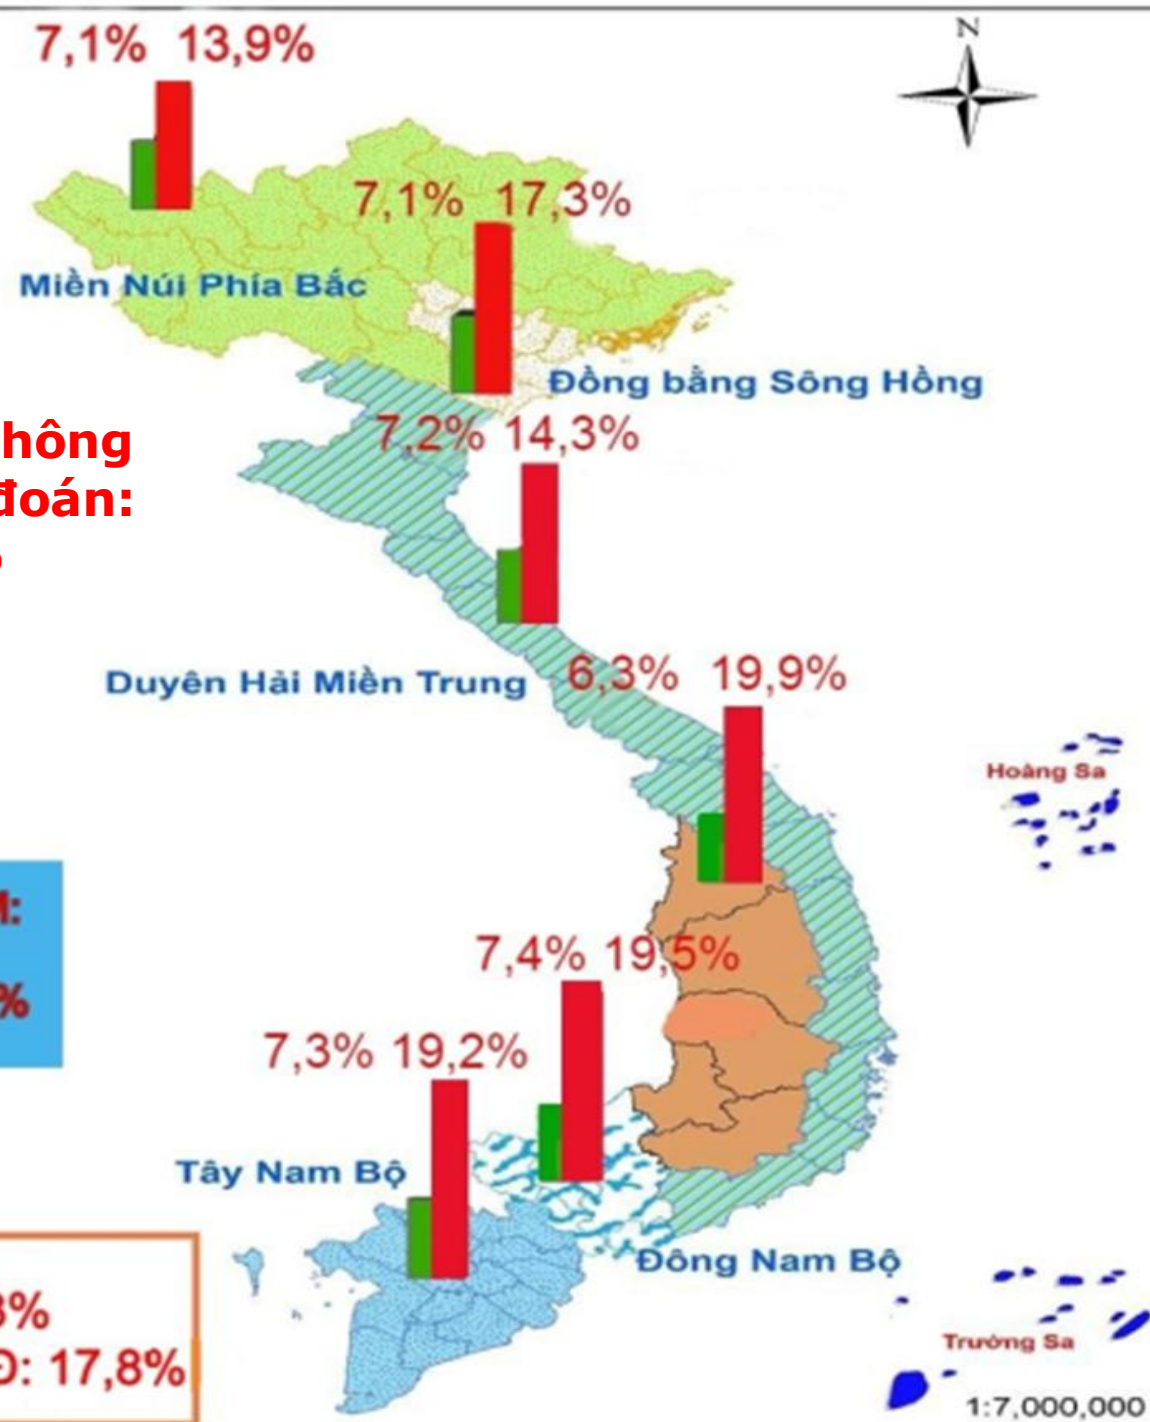 N
7,1% 13,9%
7,1% 17,3%
Miền Núi Phía Bắc
Đồng bằng Sông Hồng
7,2% 14,3%
hông
đoán:
Duyên Hải Miền Trung
6,3% 19,9%
Hoàng Sa
M:
%
7,4% 19,5%
7,3% 19,2%
Tây Nam Bộ
Đông Nam Bộ
3%
Đ: 17,8%
Trường Sa
1:7,000,000